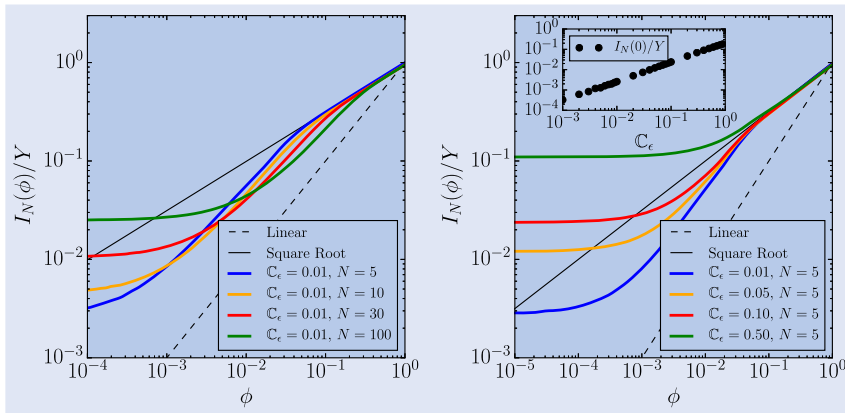 I_N(ϕ)/Y
10^0
10^{-1}
10^{-2}
10^{-3}
10^{-4}
10^{-3}
10^{-2}
10^{-1}
10^0
ϕ
Linear
Square Root
ℂ_ϵ = 0.01, N = 5
ℂ_ϵ = 0.01, N = 10
ℂ_ϵ = 0.01, N = 30
ℂ_ϵ = 0.01, N = 100
I_N(ϕ)/Y
10^0
10^{-1}
10^{-2}
10^{-3}
10^{-5}
10^{-4}
10^{-3}
10^{-2}
10^{-1}
10^0
ϕ
10^0
10^{-1}
10^{-2}
10^{-3}
10^{-4}
I_N(0)/Y
10^{-3}
10^{-2}
10^{-1}
10^0
ℂ_ϵ
Linear
Square Root
ℂ_ϵ = 0.01, N = 5
ℂ_ϵ = 0.05, N = 5
ℂ_ϵ = 0.10, N = 5
ℂ_ϵ = 0.50, N = 5